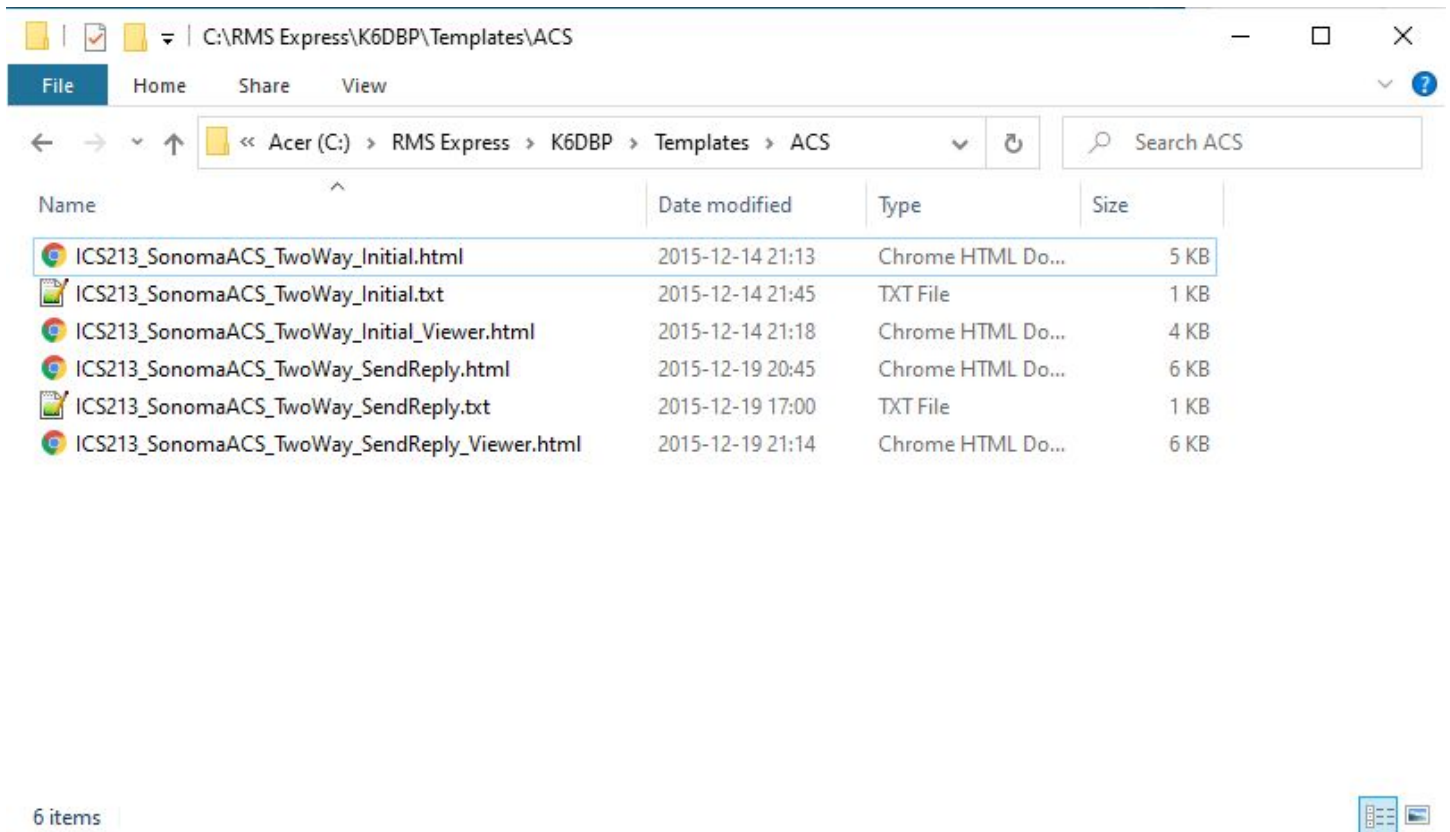 C:\RMS Express\K6DBP\Templates\ACS
File Home Share View ?
« Acer (C:) › RMS Express › K6DBP › Templates › ACS Search ACS
Name Date modified Type Size
ICS213_SonomaACS_TwoWay_Initial.html 2015-12-14 21:13 Chrome HTML Do... 5 KB
ICS213_SonomaACS_TwoWay_Initial.txt 2015-12-14 21:45 TXT File 1 KB
ICS213_SonomaACS_TwoWay_Initial_Viewer.html 2015-12-14 21:18 Chrome HTML Do... 4 KB
ICS213_SonomaACS_TwoWay_SendReply.html 2015-12-19 20:45 Chrome HTML Do... 6 KB
ICS213_SonomaACS_TwoWay_SendReply.txt 2015-12-19 17:00 TXT File 1 KB
ICS213_SonomaACS_TwoWay_SendReply_Viewer.html 2015-12-19 21:14 Chrome HTML Do... 6 KB
6 items